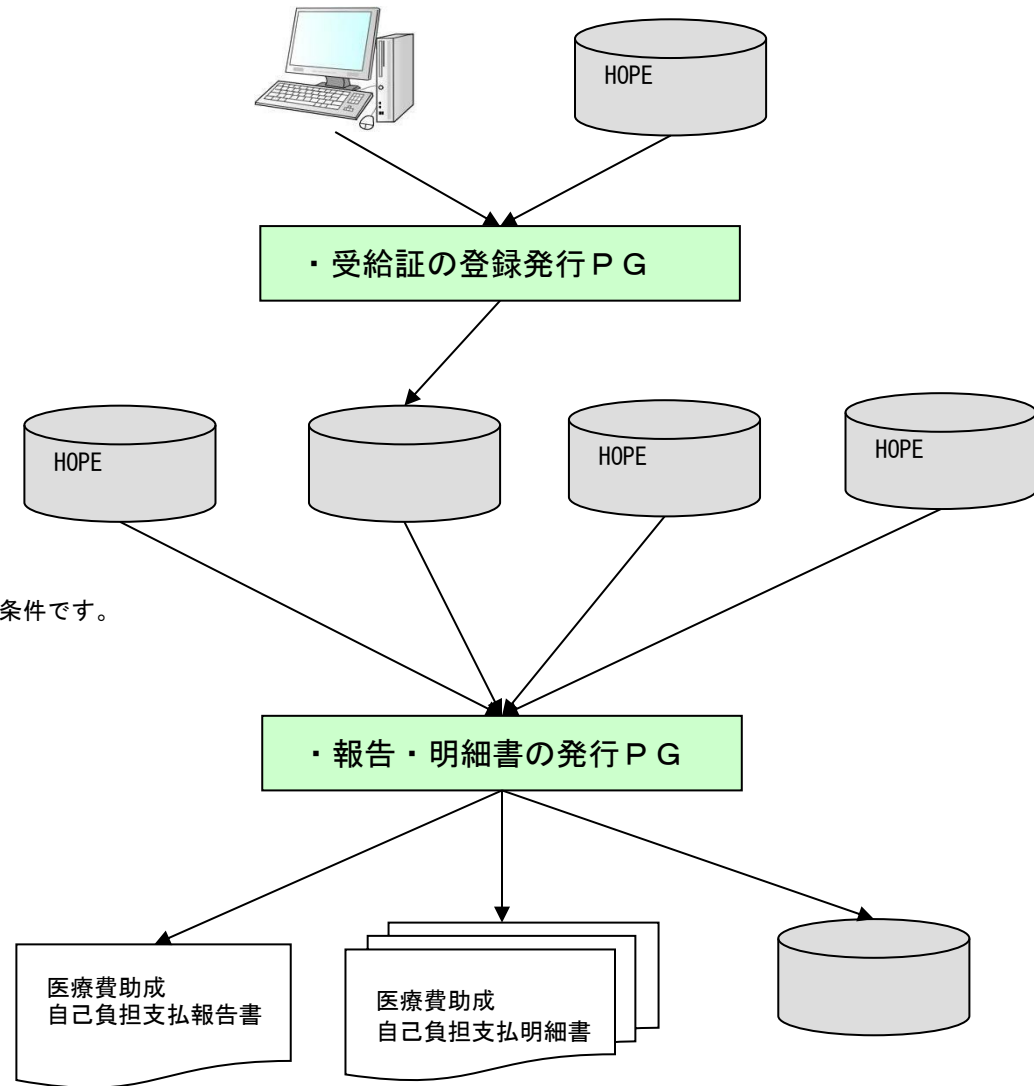 HOPE
・受給証の登録発行ＰＧ
HOPE
HOPE
HOPE
条件です。
・報告・明細書の発行ＰＧ
医療費助成
自己負担支払報告書
医療費助成
自己負担支払明細書